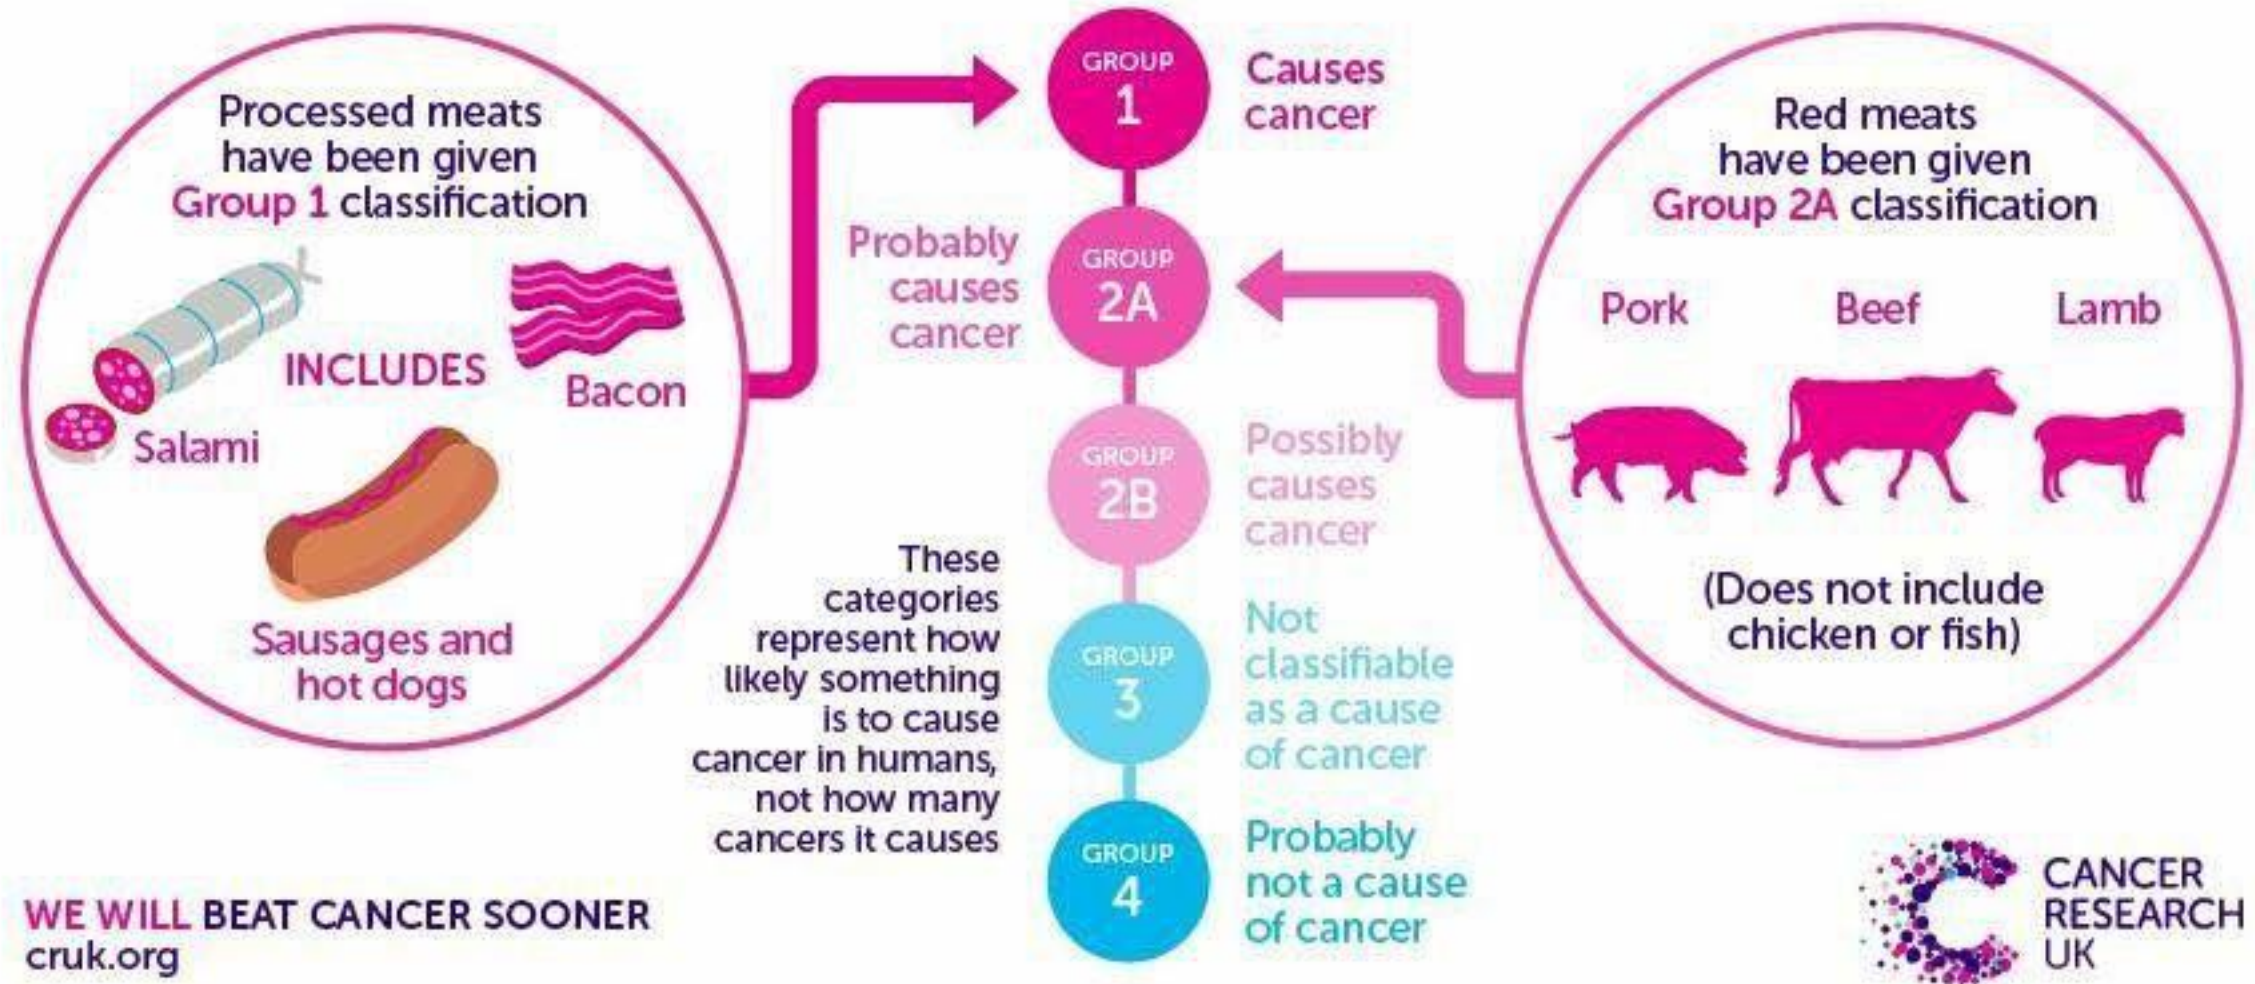 Processed meats
have been given
Group 1 classification
INCLUDES
Salami
Bacon
Sausages and
hot dogs
GROUP
1
Causes
cancer
Probably
causes
cancer
GROUP
2A
GROUP
2B
Possibly
causes
cancer
GROUP
3
Not
classifiable
as a cause
of cancer
GROUP
4
Probably
not a cause
of cancer
These
categories
represent how
likely something
is to cause
cancer in humans,
not how many
cancers it causes
Red meats
have been given
Group 2A classification
Pork
Beef
Lamb
(Does not include
chicken or fish)
WE WILL BEAT CANCER SOONER
cruk.org
CANCER
RESEARCH
UK